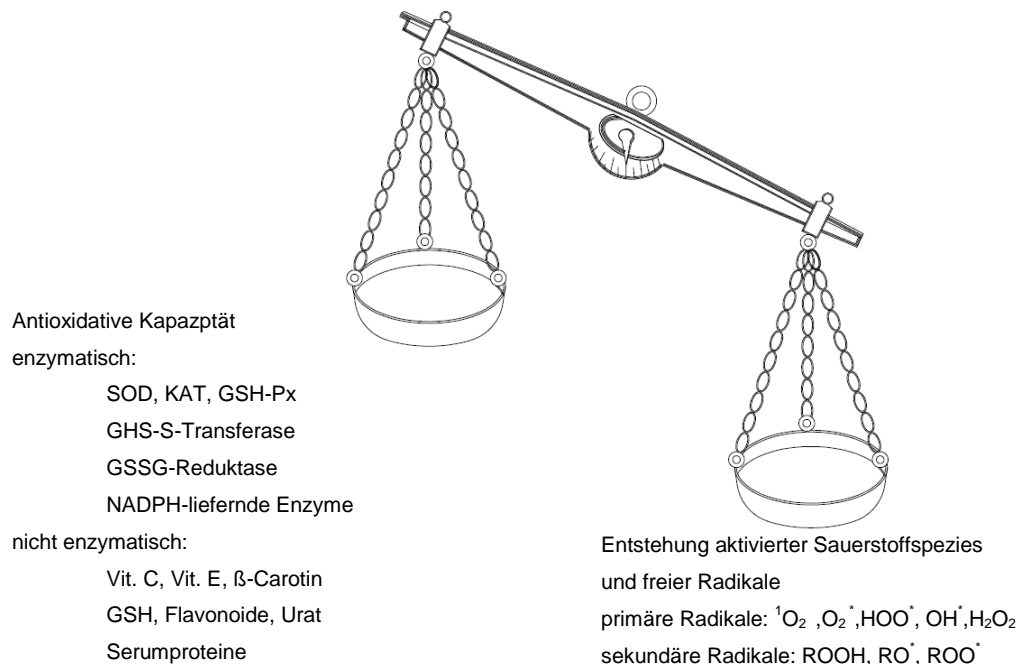 Antioxidative Kapazptät
enzymatisch:
SOD, KAT, GSH-Px
GHS-S-Transferase
GSSG-Reduktase
NADPH-liefernde Enzyme
nicht enzymatisch:
Vit. C, Vit. E, ß-Carotin
GSH, Flavonoide, Urat
Serumproteine
Entstehung aktivierter Sauerstoffspezies
und freier Radikale
primäre Radikale: ¹O₂ ,O₂˙,HOO˙, OH˙,H₂O₂
sekundäre Radikale: ROOH, RO˙, ROO˙